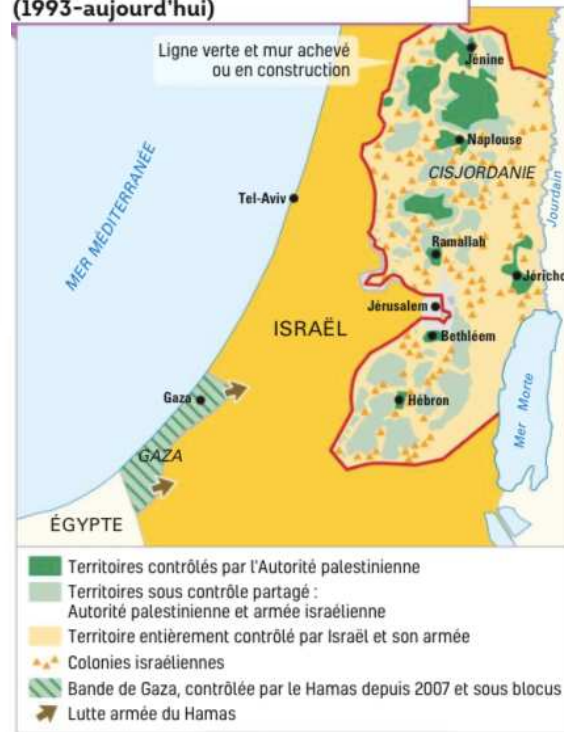 (1993-aujourd'hui)
Ligne verte et mur achevé
ou en construction
Jénine
Naplouse
CISJORDANIE
Jourdain
MER MÉDITERRANÉE
Tel-Aviv
Ramallah
Jéricho
Jérusalem
ISRAËL
Bethléem
Gaza
Hébron
Mer Morte
GAZA
ÉGYPTE
Territoires contrôlés par l'Autorité palestinienne
Territoires sous contrôle partagé :
Autorité palestinienne et armée israélienne
Territoire entièrement contrôlé par Israël et son armée
Colonies israéliennes
Bande de Gaza, contrôlée par le Hamas depuis 2007 et sous blocus
Lutte armée du Hamas